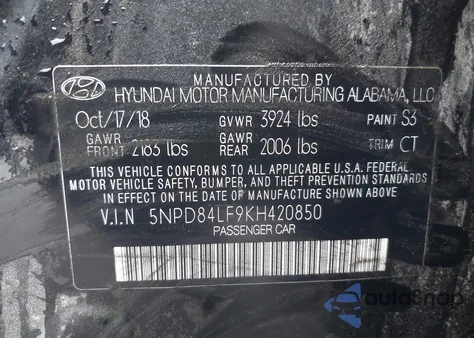 MANUFACTURED BY
HYUNDAI MOTOR MANUFACTURING ALABAMA, LLC
Oct/17/18 GVWR 3924 lbs PAINT S3
GAWR FRONT 2183 lbs GAWR REAR 2006 lbs TRIM CT
THIS VEHICLE CONFORMS TO ALL APPLICABLE U.S.A. FEDERAL
MOTOR VEHICLE SAFETY, BUMPER, AND THEFT PREVENTION STANDARDS
IN EFFECT ON THE DATE OF MANUFACTURE SHOWN ABOVE.
V.I.N 5NPD84LF9KH420850
PASSENGER CAR
autoSnap